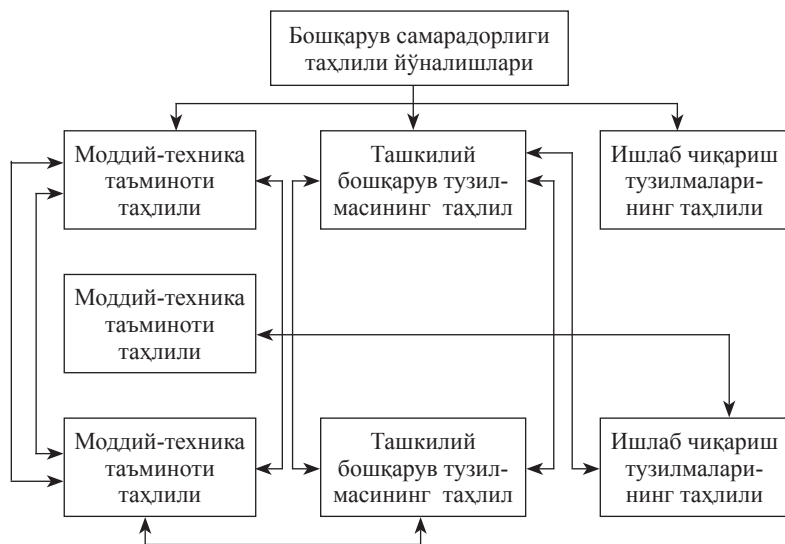 Бошқарув самарадорлиги
таҳлили йўналишлари
Моддий-техника
таъминоти
таҳлили
Ташкилий
бошқарув тузил-
масининг таҳлил
Ишлаб чиқариш
тузилмалари-
нинг таҳлили
Моддий-техника
таъминоти
таҳлили
Моддий-техника
таъминоти
таҳлили
Ташкилий
бошқарув тузил-
масининг таҳлил
Ишлаб чиқариш
тузилмалари-
нинг таҳлили